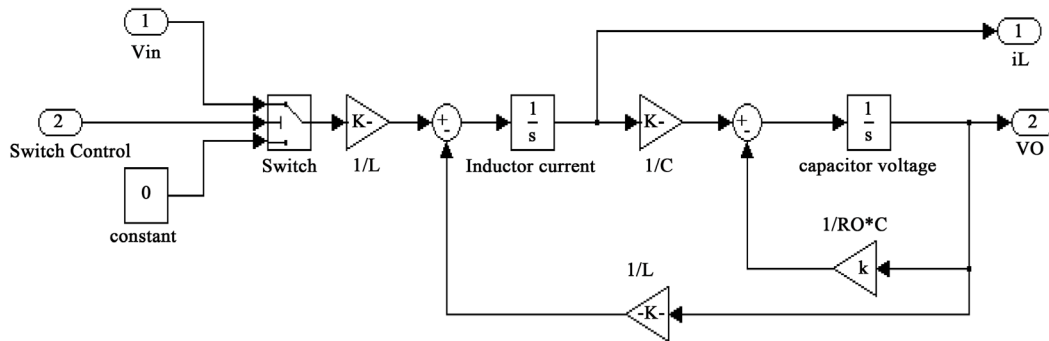 1
Vin
2
Switch Control
0
constant
Switch
K-
1/L
+
-
1
s
Inductor current
K-
1/C
+
-
1
s
capacitor voltage
1
iL
2
VO
1/RO*C
k
1/L
-K-